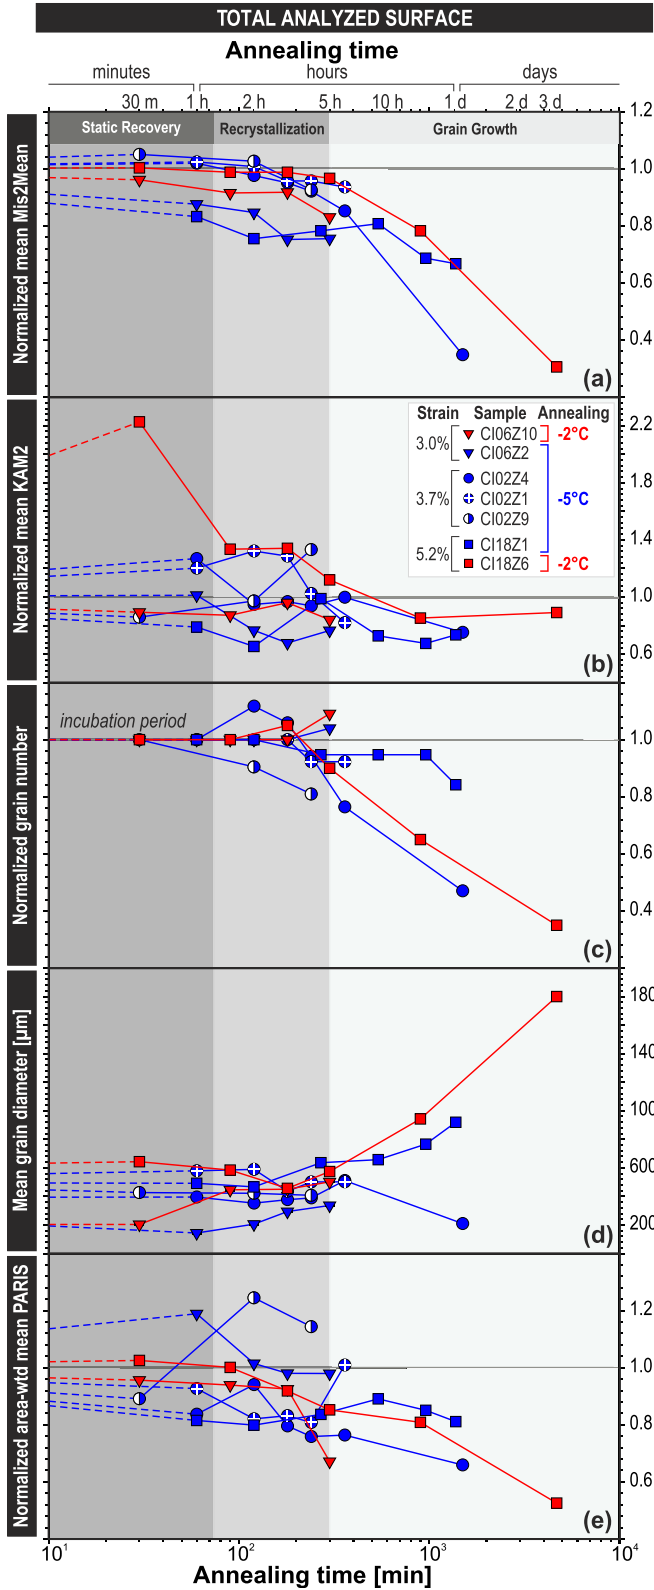 TOTAL ANALYZED SURFACE
Annealing time
minutes hours days
30 m 1 h 2 h 5 h 10 h 1 d 2 d 3 d
Static Recovery Recrystallization Grain Growth
Normalized mean Mis2Mean
1.2
1.0
0.8
0.6
0.4
(a)
Normalized mean KAM2
Strain Sample Annealing
3.0%
CI06Z10 -2°C
CI06Z2
3.7%
CI02Z4
CI02Z1 -5°C
CI02Z9
5.2%
CI18Z1
CI18Z6 -2°C
2.2
1.8
1.4
1.0
0.6
(b)
Normalized grain number
incubation period
1.0
0.8
0.6
0.4
(c)
Mean grain diameter [µm]
180
140
100
600
200
(d)
Normalized area-wtd mean PARIS
1.2
1.0
0.8
0.6
(e)
10¹ 10² 10³ 10⁴
Annealing time [min]